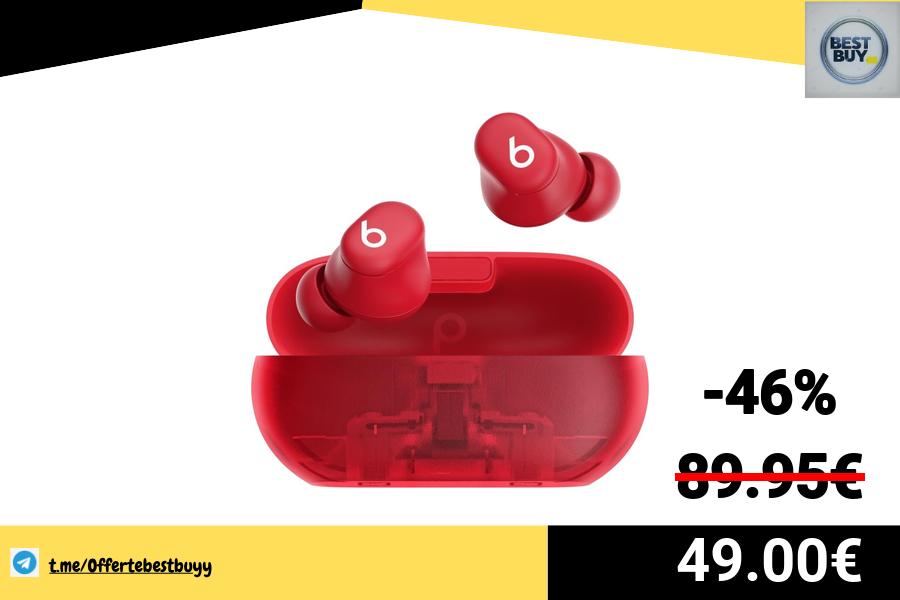 BEST
BUY
b
b
-46%
89.95€
49.00€
t.me/Offertebestbuyy